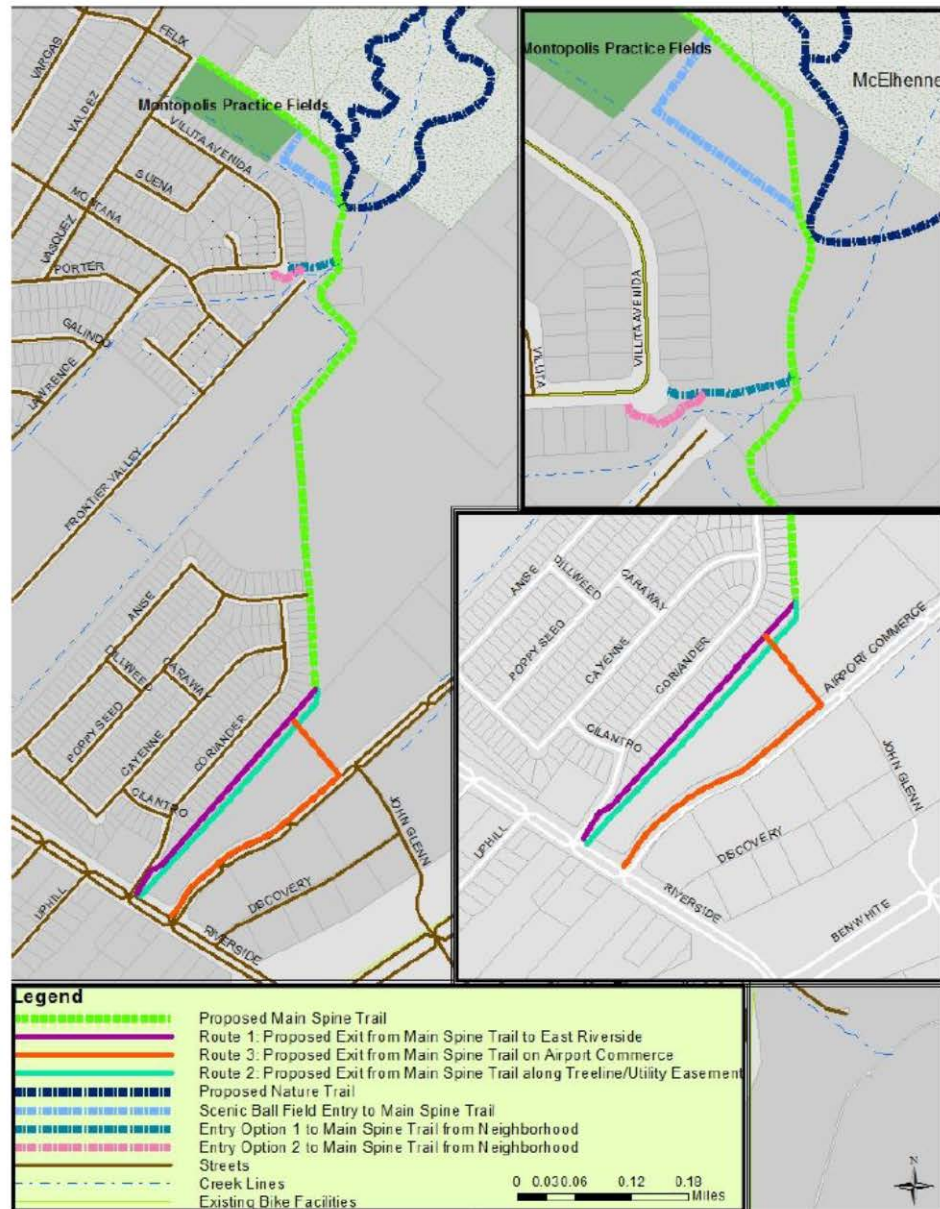 FELIX
VARGAS
VALDEZ
Montopolis Practice Fields
VILLITA AVENIDA
SUENA
MONTANA
VASQUEZ
PORTER
GALINDO
LAWRENCE
FRONTIER VALLEY
ANISE
DILLWEED
CARAWAY
POPPY SEED
CAYENNE
CORIANDER
CILANTRO
UPHILL
JOHN GLENN
DISCOVERY
RIVERSIDE
Montopolis Practice Fields
McElhenne
VILLITA AVENIDA
VILLITA
ANISE
DILLWEED
CARAWAY
POPPY SEED
CAYENNE
CORIANDER
CILANTRO
AIRPORT COMMERCE
JOHN GLENN
UPHILL
DISCOVERY
RIVERSIDE
BENWHITE
Legend
Proposed Main Spine Trail
Route 1: Proposed Exit from Main Spine Trail to East Riverside
Route 3: Proposed Exit from Main Spine Trail on Airport Commerce
Route 2: Proposed Exit from Main Spine Trail along Treeline/Utility Easement
Proposed Nature Trail
Scenic Ball Field Entry to Main Spine Trail
Entry Option 1 to Main Spine Trail from Neighborhood
Entry Option 2 to Main Spine Trail from Neighborhood
Streets
Creek Lines
Existing Bike Facilities
0 0.03 0.06 0.12 0.18
Miles
N